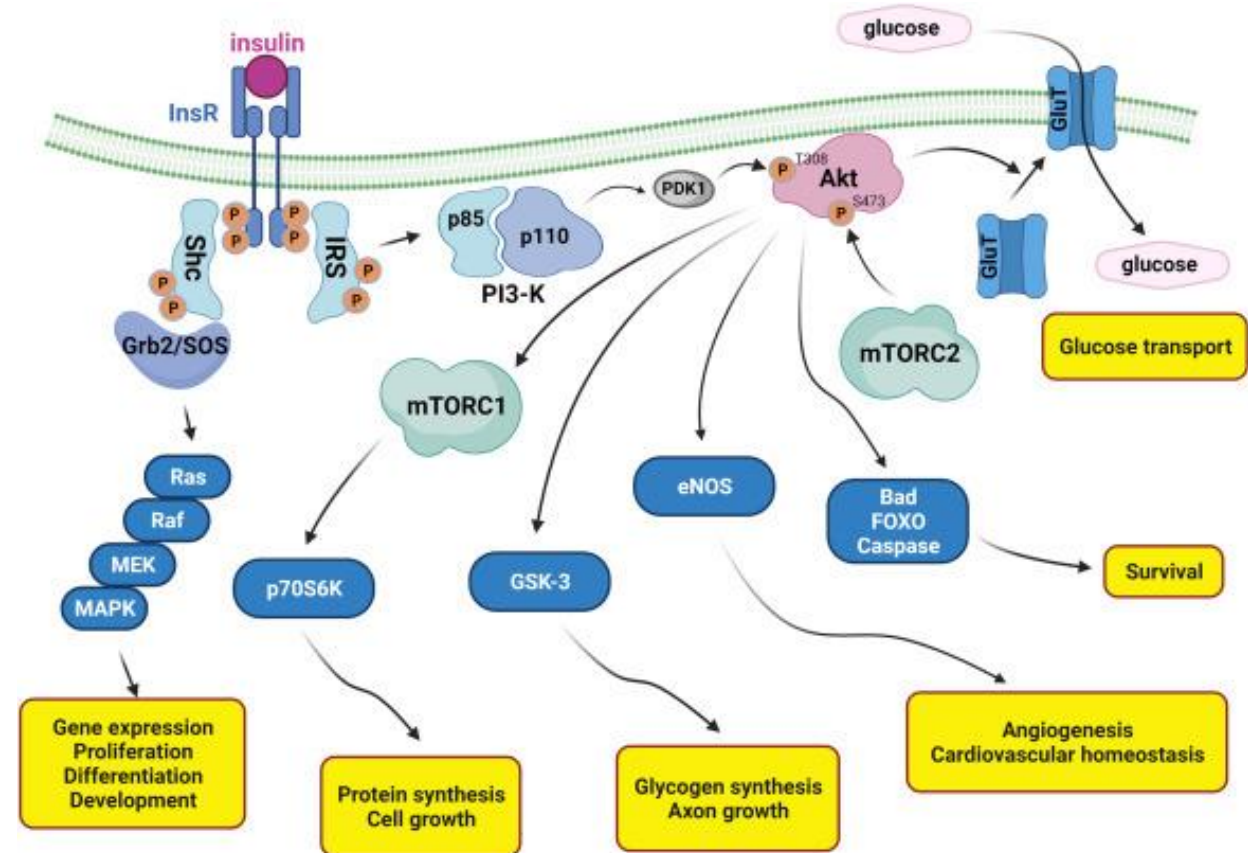 insulin
glucose
InsR
GluT
T308
P
Akt
PDK1
S473
P
P
P
P
P
Shc
IRS
p85
p110
PI3-K
P
P
P
P
GluT
glucose
Grb2/SOS
mTORC1
mTORC2
Glucose transport
Ras
Raf
MEK
MAPK
p70S6K
GSK-3
eNOS
Bad
FOXO
Caspase
Survival
Gene expression
Proliferation
Differentiation
Development
Protein synthesis
Cell growth
Glycogen synthesis
Axon growth
Angiogenesis
Cardiovascular homeostasis